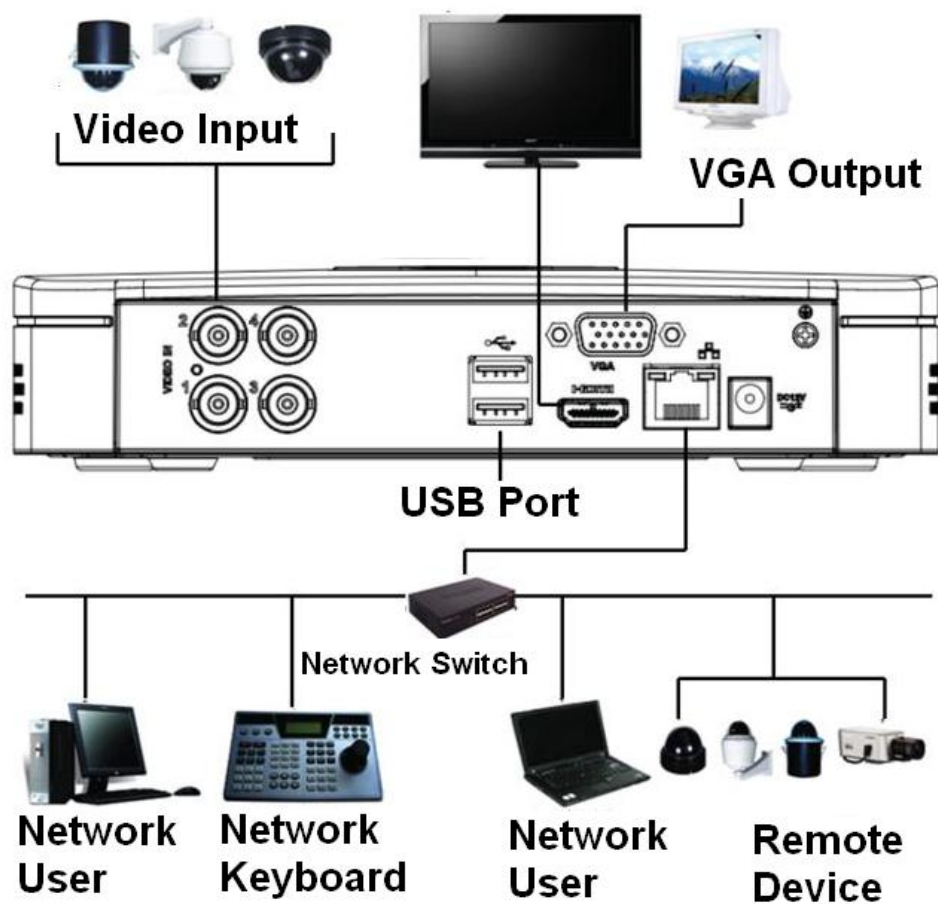 Video Input
VGA Output
VIDEO IN
2
4
1
3
VGA
HDMI
DC12V
USB Port
Network Switch
Network
User
Network
Keyboard
Network
User
Remote
Device